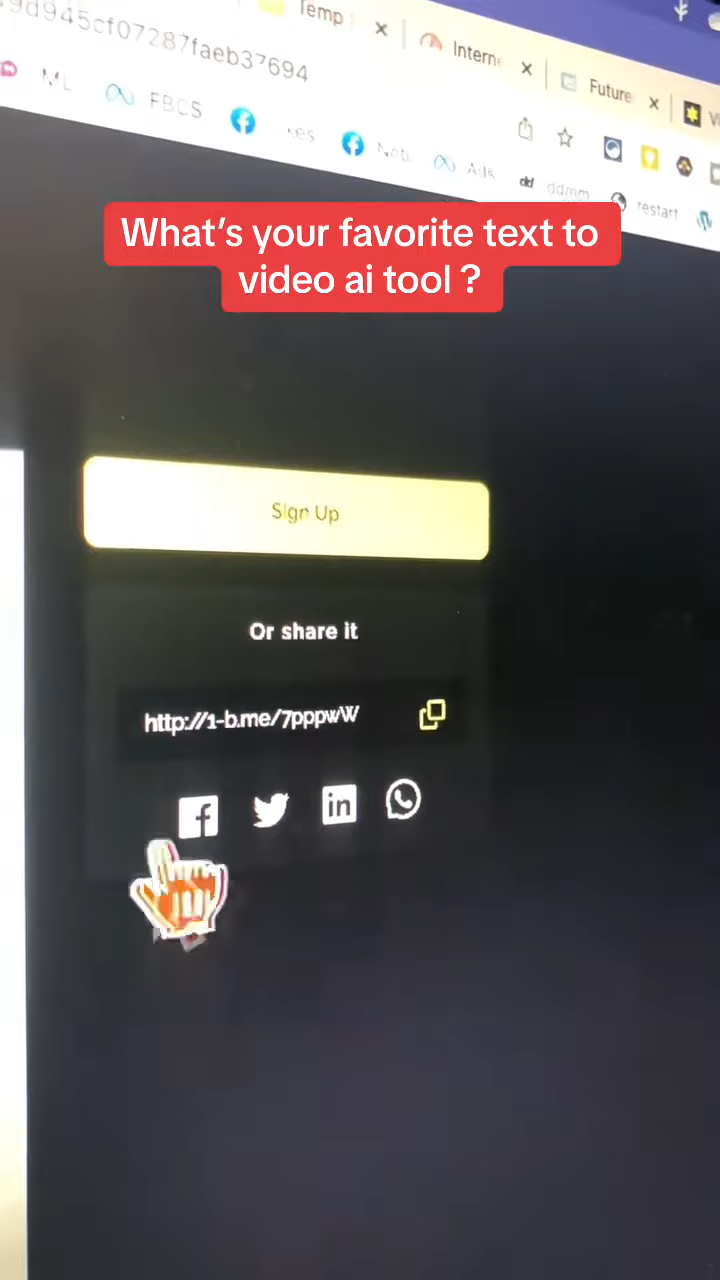 9d945cf07287faeb37694
Temp
Intern
Future
ML
FBCS
Ads
ddmm
restart
What's your favorite text to
video ai tool ?
Sign Up
Or share it
http://1-b.me/7pppwW